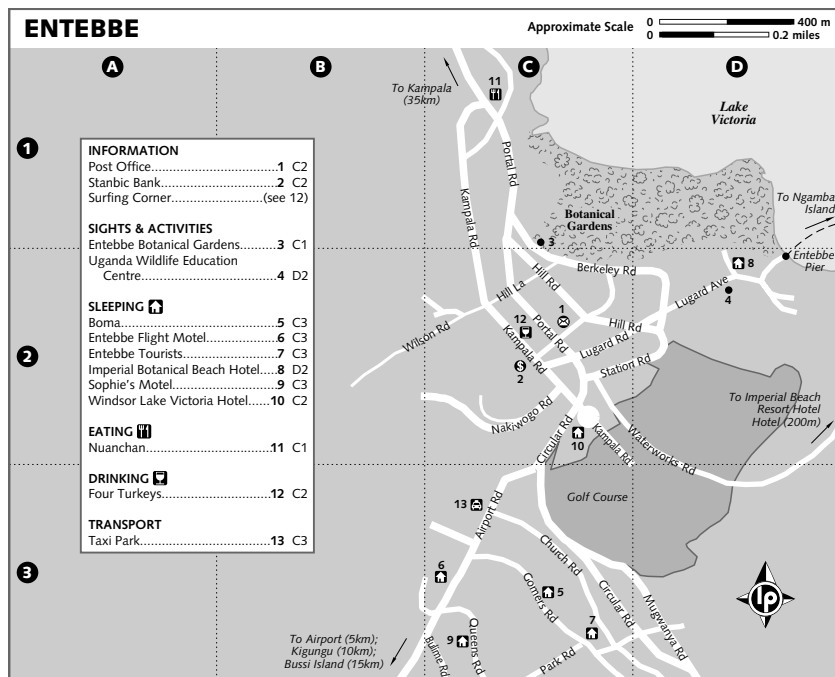 ENTEBBE
Approximate Scale
0 400 m
0 0.2 miles
A
B
C
D
1
2
3
INFORMATION
Post Office..............................1 C2
Stanbic Bank..........................2 C2
Surfing Corner..................(see 12)
SIGHTS & ACTIVITIES
Entebbe Botanical Gardens....3 C1
Uganda Wildlife Education
Centre................................4 D2
SLEEPING
Boma.....................................5 C3
Entebbe Flight Motel.............6 C3
Entebbe Tourists....................7 C3
Imperial Botanical Beach Hotel..8 D2
Sophie's Motel.......................9 C3
Windsor Lake Victoria Hotel.....10 C2
EATING
Nuanchan............................11 C1
DRINKING
Four Turkeys........................12 C2
TRANSPORT
Taxi Park.............................13 C3
To Kampala
(35km)
11
Lake
Victoria
Portal Rd
Kampala Rd
Botanical
Gardens
To Ngamba
Island
3
8
Entebbe
Pier
Berkeley Rd
Hill Rd
Hill La
Lugard Ave
4
1
12
Portal Rd
Hill Rd
Wilson Rd
Kampala Rd
Lugard Rd
$
2
Station Rd
To Imperial Beach
Resort Hotel
Hotel (200m)
Nakiwogo Rd
Circular Rd
10
Kampala Rd
Waterworks Rd
Golf Course
13
Airport Rd
Church Rd
6
Gomers Rd
5
Circular Rd
Mugwanya Rd
7
9
Queens Rd
Bulime Rd
Park Rd
To Airport (5km);
Kigungu (10km);
Bussi Island (15km)
lp